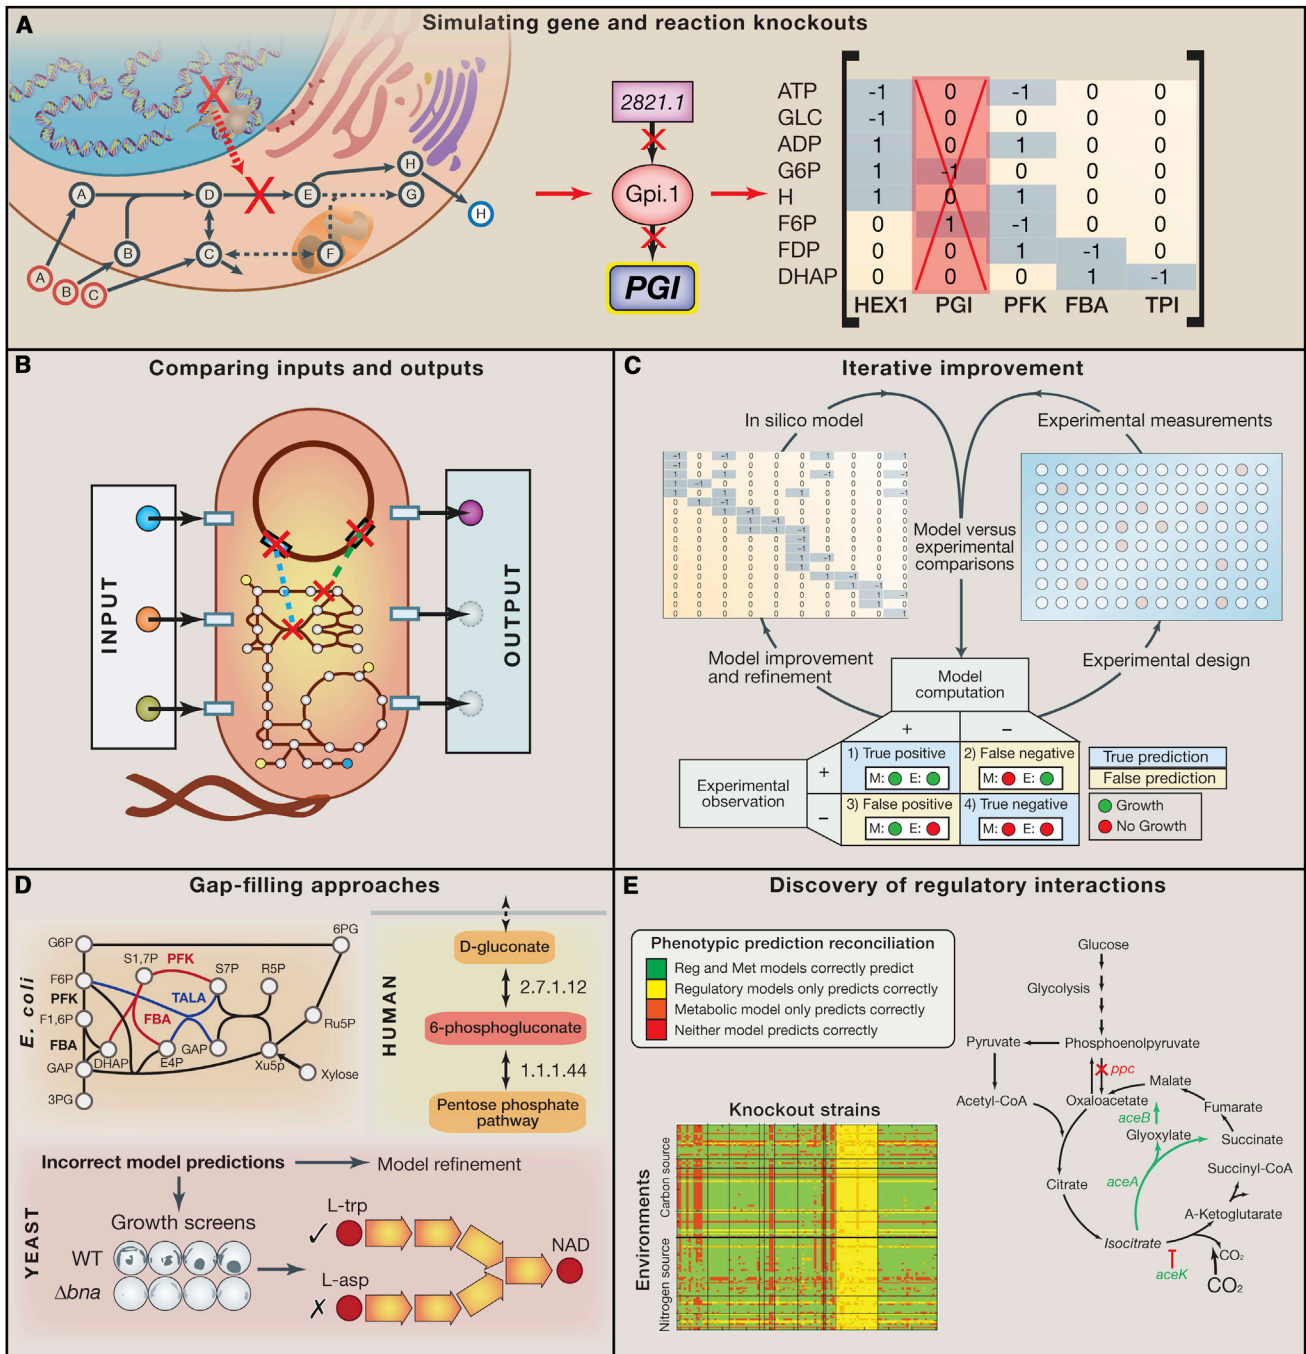 A
Simulating gene and reaction knockouts
A
D
E
H
G
H
B
C
F
A
B
C
2821.1
Gpi.1
PGI
ATP -1 0 -1 0 0
GLC -1 0 0 0 0
ADP 1 0 1 0 0
G6P 1 -1 0 0 0
H 1 0 1 0 0
F6P 0 1 -1 0 0
FDP 0 0 1 -1 0
DHAP 0 0 0 1 -1
HEX1 PGI PFK FBA TPI
B
Comparing inputs and outputs
INPUT
OUTPUT
C
Iterative improvement
In silico model
Experimental measurements
Model versus
experimental
comparisons
Model improvement
and refinement
Experimental design
Model
computation
+ −
Experimental
observation
+
−
1) True positive
M: E:
2) False negative
M: E:
3) False positive
M: E:
4) True negative
M: E:
True prediction
False prediction
Growth
No Growth
D
Gap-filling approaches
E. coli
G6P
6PG
S1,7P
PFK
S7P
R5P
F6P
PFK
TALA
F1,6P
FBA
Ru5P
FBA
GAP
DHAP
E4P
GAP
Xu5p
Xylose
3PG
HUMAN
D-gluconate
2.7.1.12
6-phosphogluconate
1.1.1.44
Pentose phosphate
pathway
YEAST
Incorrect model predictions
Model refinement
Growth screens
WT
Δbna
L-trp
✓
L-asp
✗
NAD
E
Discovery of regulatory interactions
Phenotypic prediction reconciliation
Reg and Met models correctly predict
Regulatory models only predicts correctly
Metabolic model only predicts correctly
Neither model predicts correctly
Knockout strains
Environments
Carbon source
Nitrogen source
Glucose
Glycolysis
Pyruvate
Phosphoenolpyruvate
ppc
Acetyl-CoA
Oxaloacetate
Malate
aceB
Fumarate
Glyoxylate
Succinate
Succinyl-CoA
aceA
Citrate
A-Ketoglutarate
Isocitrate
CO2
aceK
CO2